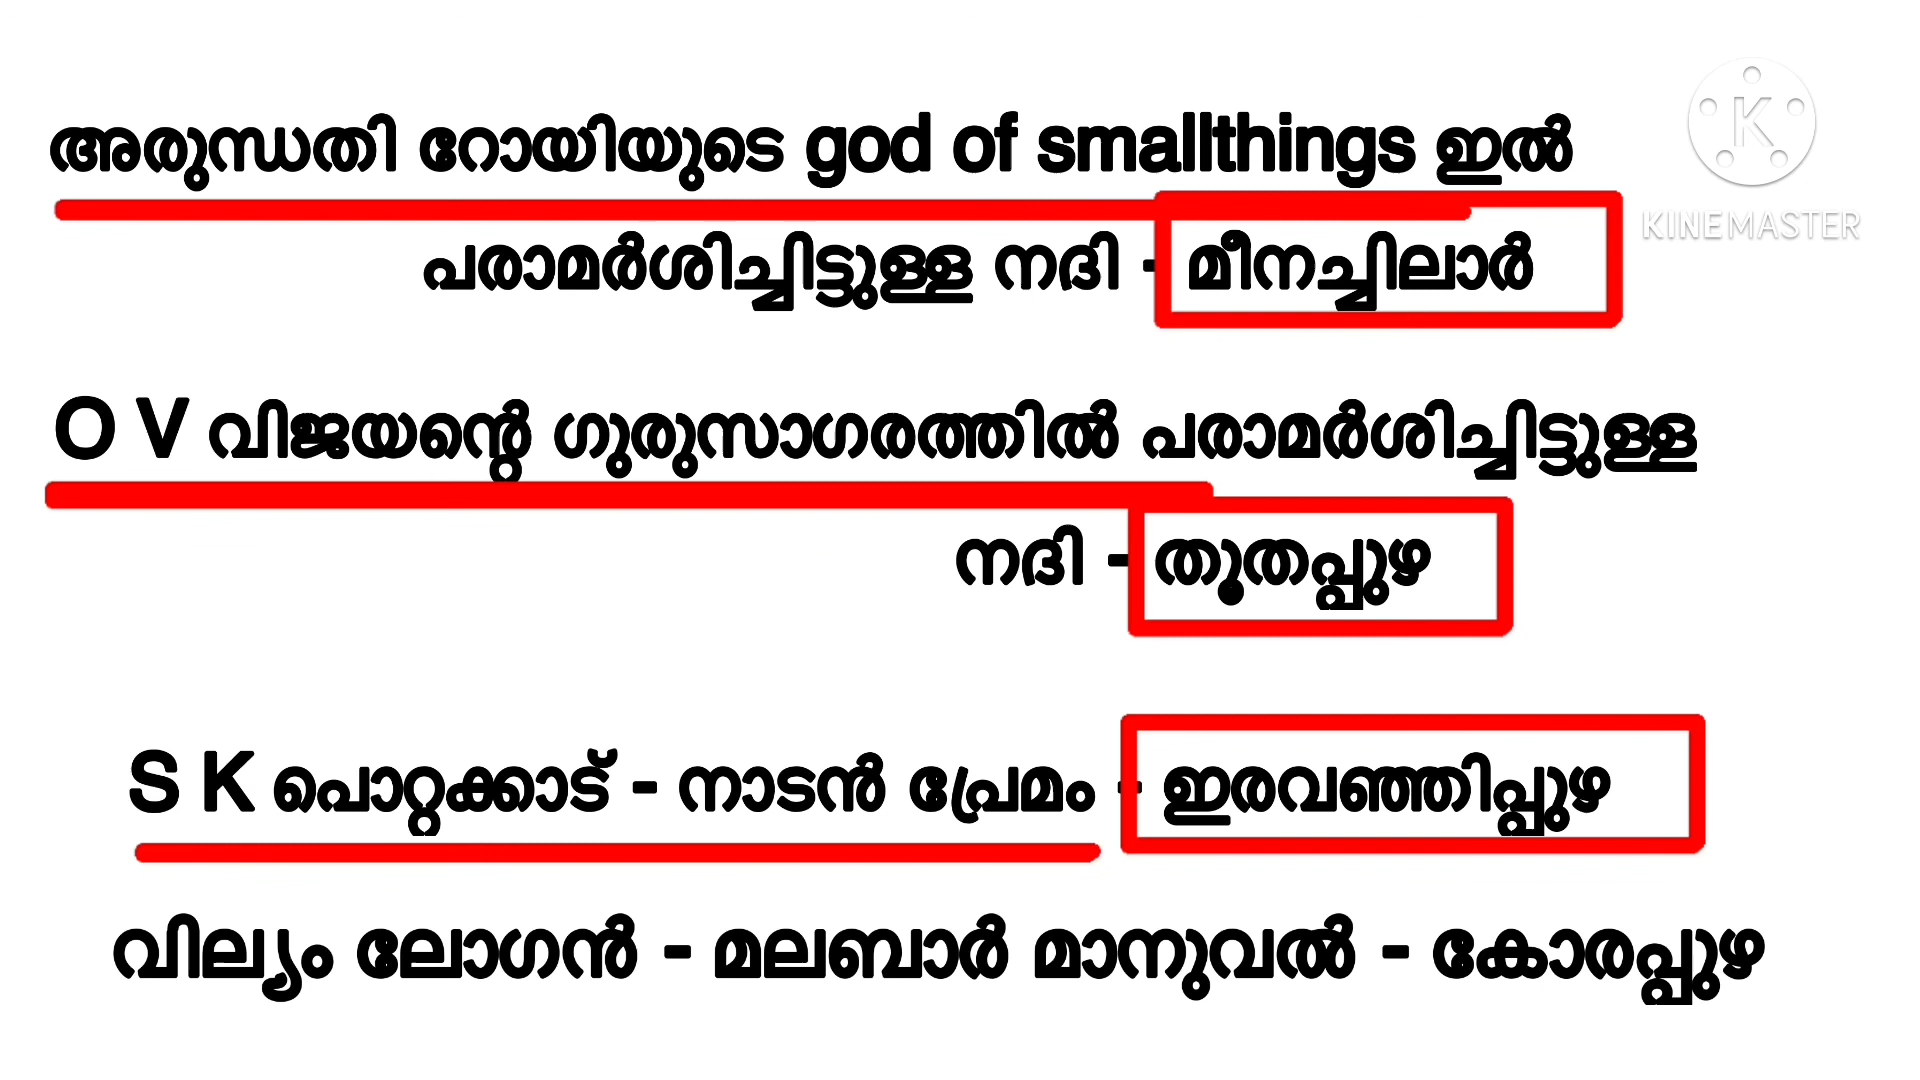 അരുന്ധതി റോയിയുടെ god of smallthings ഇൽ
പരാമർശിച്ചിട്ടുള്ള നദി - മീനച്ചിലാർ
O V വിജയന്റെ ഗുരുസാഗരത്തിൽ പരാമർശിച്ചിട്ടുള്ള
നദി - തൂതപ്പുഴ
S K പൊറ്റക്കാട് - നാടൻ പ്രേമം - ഇരവഞ്ഞിപ്പുഴ
വില്യം ലോഗൻ - മലബാർ മാനുവൽ - കോരപ്പുഴ
K
KINEMASTER